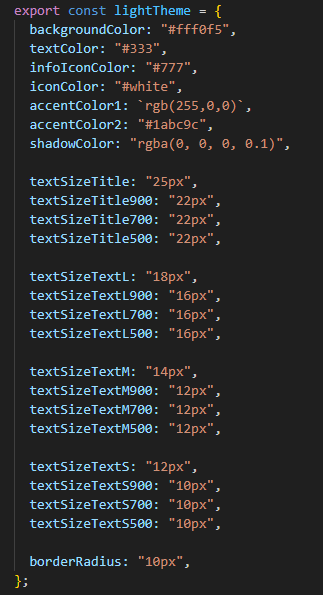 export const lightTheme = {
  backgroundColor: "#fff0f5",
  textColor: "#333",
  infoIconColor: "#777",
  iconColor: "#white",
  accentColor1: `rgb(255,0,0)`,
  accentColor2: "#1abc9c",
  shadowColor: "rgba(0, 0, 0, 0.1)",

  textSizeTitle: "25px",
  textSizeTitle900: "22px",
  textSizeTitle700: "22px",
  textSizeTitle500: "22px",

  textSizeTextL: "18px",
  textSizeTextL900: "16px",
  textSizeTextL700: "16px",
  textSizeTextL500: "16px",

  textSizeTextM: "14px",
  textSizeTextM900: "12px",
  textSizeTextM700: "12px",
  textSizeTextM500: "12px",

  textSizeTextS: "12px",
  textSizeTextS900: "10px",
  textSizeTextS700: "10px",
  textSizeTextS500: "10px",

  borderRadius: "10px",
};